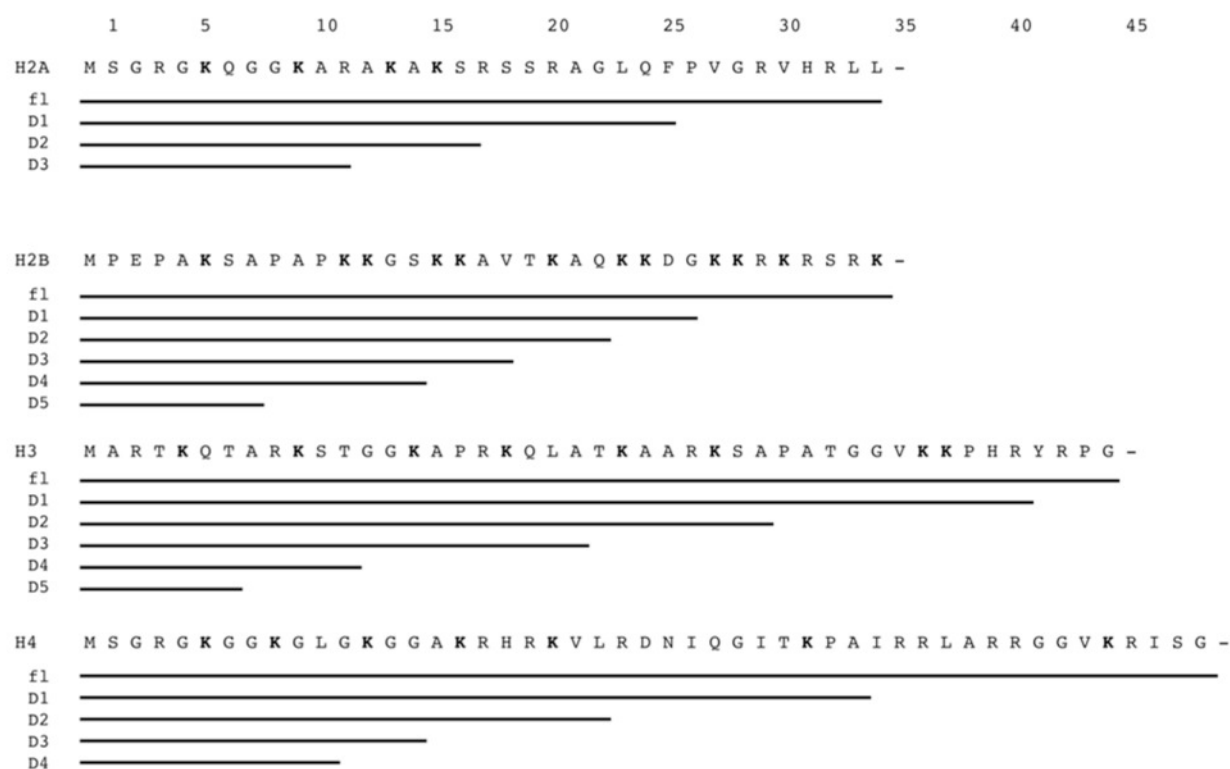 1 5 10 15 20 25 30 35 40 45
H2A M S G R G K Q G G K A R A K A K S R S S R A G L Q F P V G R V H R L L -
fl
D1
D2
D3
H2B M P E P A K S A P A P K K G S K K A V T K A Q K K D G K K R K R S R K -
fl
D1
D2
D3
D4
D5
H3 M A R T K Q T A R K S T G G K A P R K Q L A T K A A R K S A P A T G G V K K P H R Y R P G -
fl
D1
D2
D3
D4
D5
H4 M S G R G K G G K G L G K G G A K R H R K V L R D N I Q G I T K P A I R R L A R R G G V K R I S G -
fl
D1
D2
D3
D4